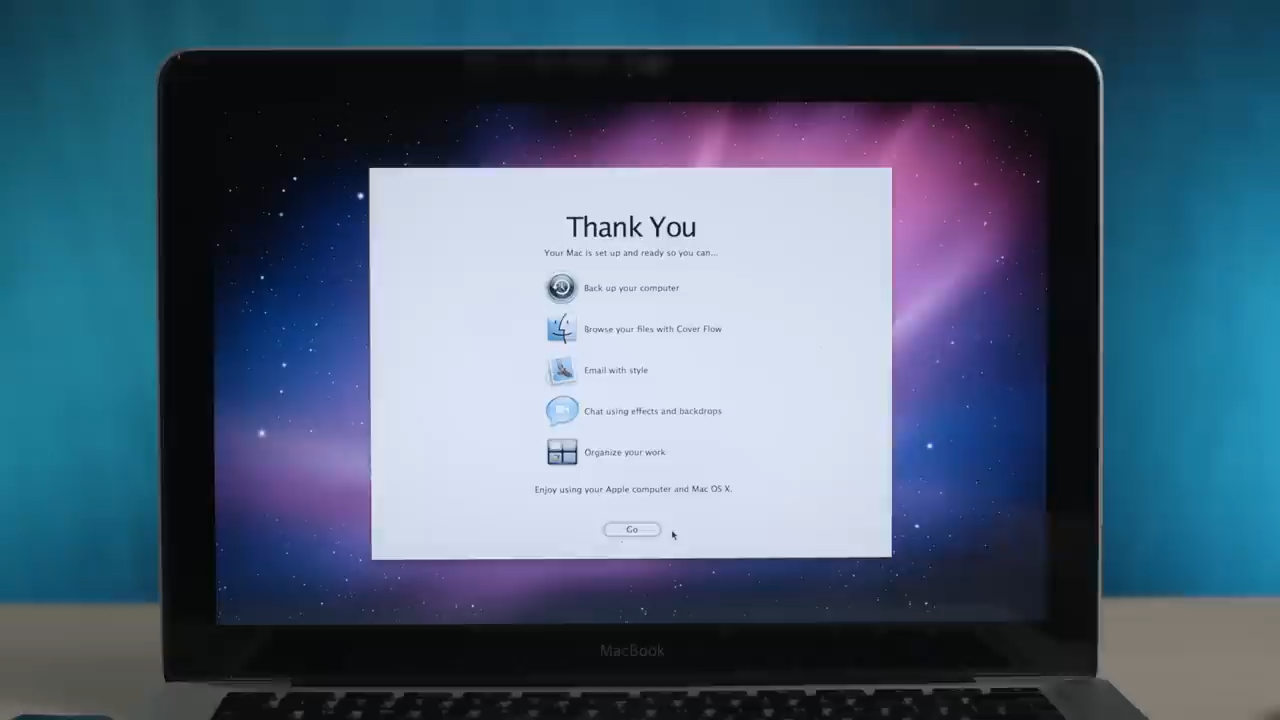 Thank You
Your Mac is set up and ready so you can...
Back up your computer
Browse your files with Cover Flow
Email with style
Chat using effects and backdrops
Organize your work
Enjoy using your Apple computer and Mac OS X.
Go
MacBook